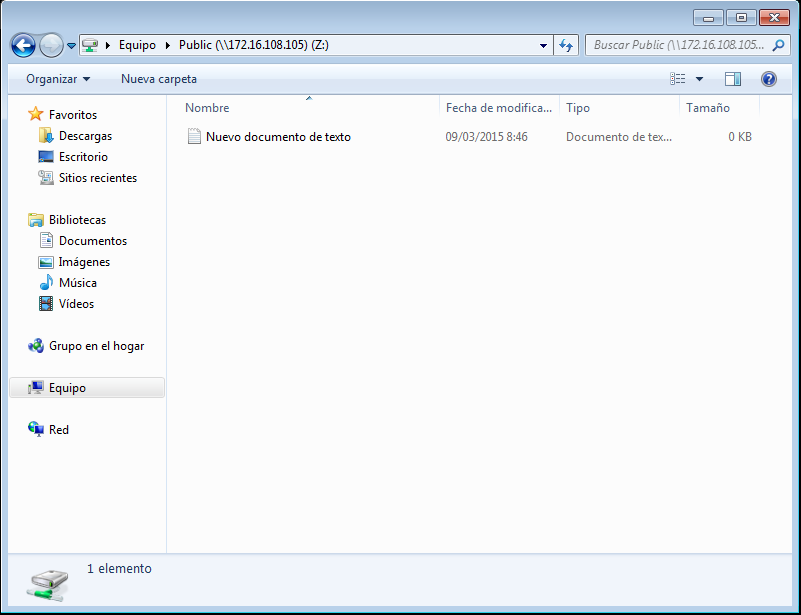 Equipo Public (\\172.16.108.105) (Z:) Buscar Public (\\172.16.108.105...
Organizar Nueva carpeta
Nombre Fecha de modifica... Tipo Tamaño
Nuevo documento de texto 09/03/2015 8:46 Documento de tex... 0 KB
Favoritos
Descargas
Escritorio
Sitios recientes
Bibliotecas
Documentos
Imágenes
Música
Vídeos
Grupo en el hogar
Equipo
Red
1 elemento